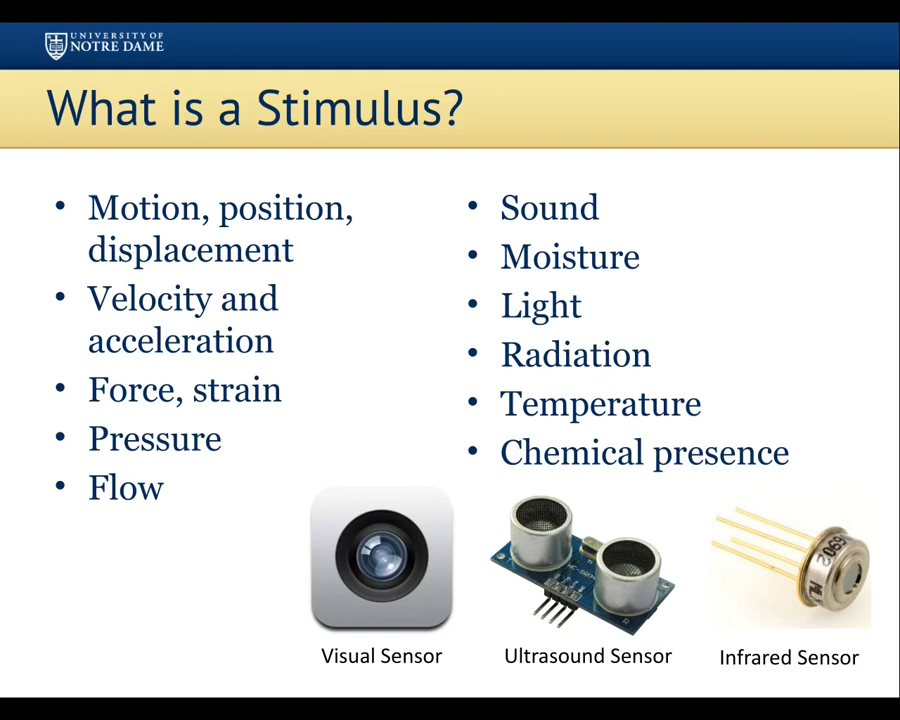 UNIVERSITY OF
NOTRE DAME
What is a Stimulus?
• Motion, position,
displacement
• Velocity and
acceleration
• Force, strain
• Pressure
• Flow
• Sound
• Moisture
• Light
• Radiation
• Temperature
• Chemical presence
Visual Sensor
Ultrasound Sensor
Infrared Sensor